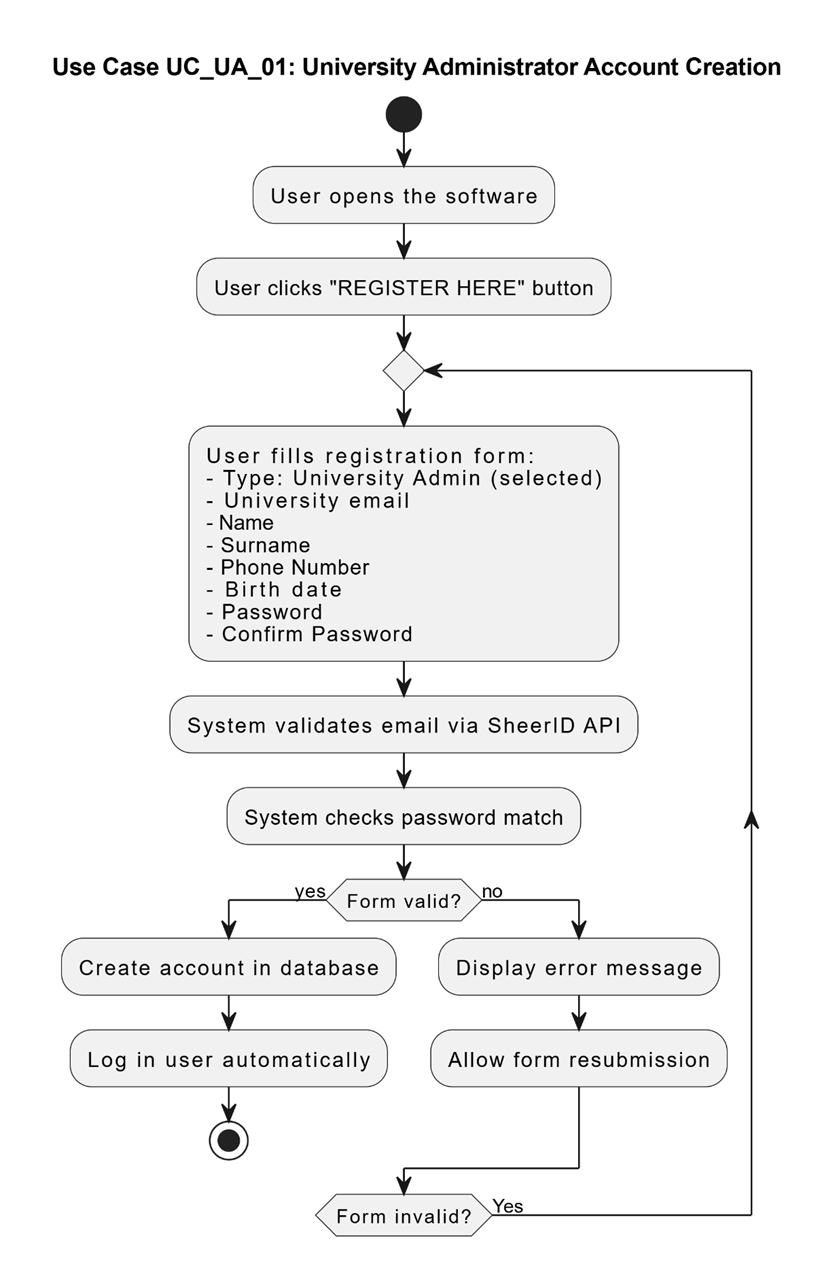 Use Case UC_UA_01: University Administrator Account Creation
User opens the software
User clicks "REGISTER HERE" button
User fills registration form:
- Type: University Admin (selected)
- University email
- Name
- Surname
- Phone Number
- Birth date
- Password
- Confirm Password
System validates email via SheerID API
System checks password match
yes
Form valid?
no
Create account in database
Display error message
Log in user automatically
Allow form resubmission
Form invalid?
Yes